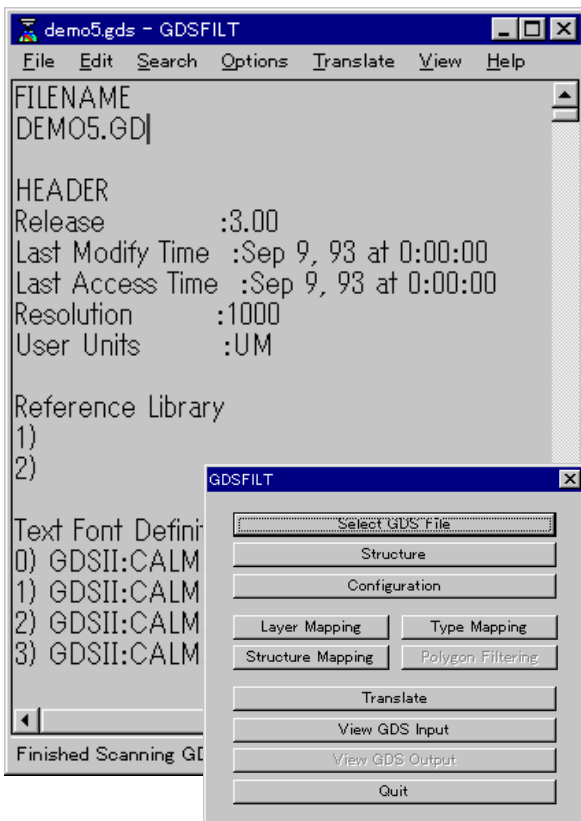 demo5.gds - GDSFILT
File Edit Search Options Translate View Help
FILENAME
DEMO5.GD
HEADER
Release :3.00
Last Modify Time :Sep 9, 93 at 0:00:00
Last Access Time :Sep 9, 93 at 0:00:00
Resolution :1000
User Units :UM
Reference Library
1)
2)
Text Font Definit
0) GDSII:CALM
1) GDSII:CALM
2) GDSII:CALM
3) GDSII:CALM
Finished Scanning GD
GDSFILT
Select GDS File
Structure
Configuration
Layer Mapping Type Mapping
Structure Mapping Polygon Filtering
Translate
View GDS Input
View GDS Output
Quit